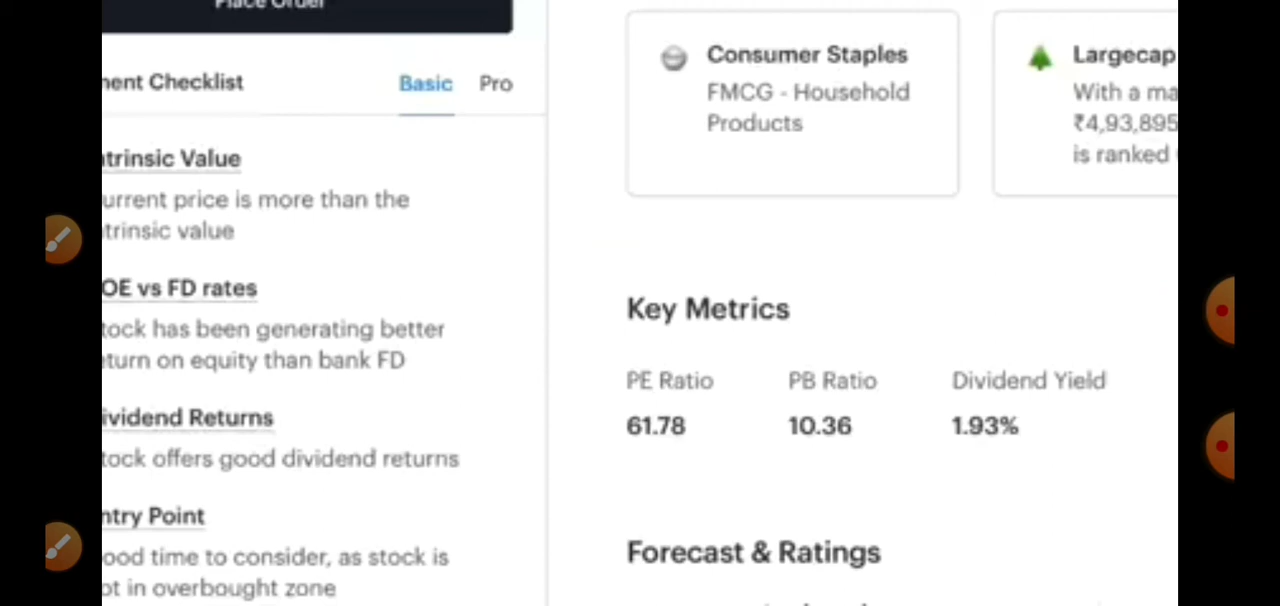 Place Order
ment Checklist
Basic Pro
trinsic Value
urrent price is more than the
trinsic value
OE vs FD rates
tock has been generating better
turn on equity than bank FD
ividend Returns
tock offers good dividend returns
ntry Point
ood time to consider, as stock is
ot in overbought zone
Consumer Staples
FMCG - Household
Products
Largecap
With a ma
₹4,93,895
is ranked
Key Metrics
PE Ratio PB Ratio Dividend Yield
61.78 10.36 1.93%
Forecast & Ratings